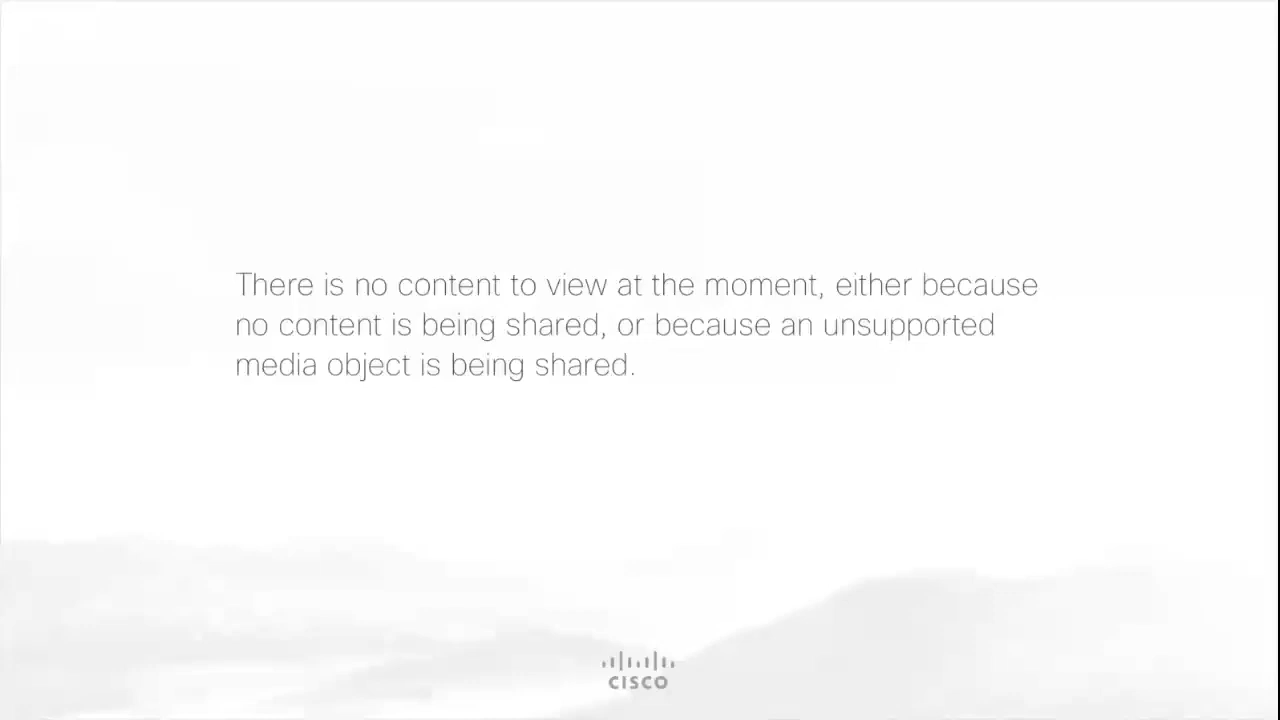 There is no content to view at the moment, either because
no content is being shared, or because an unsupported
media object is being shared.
CISCO